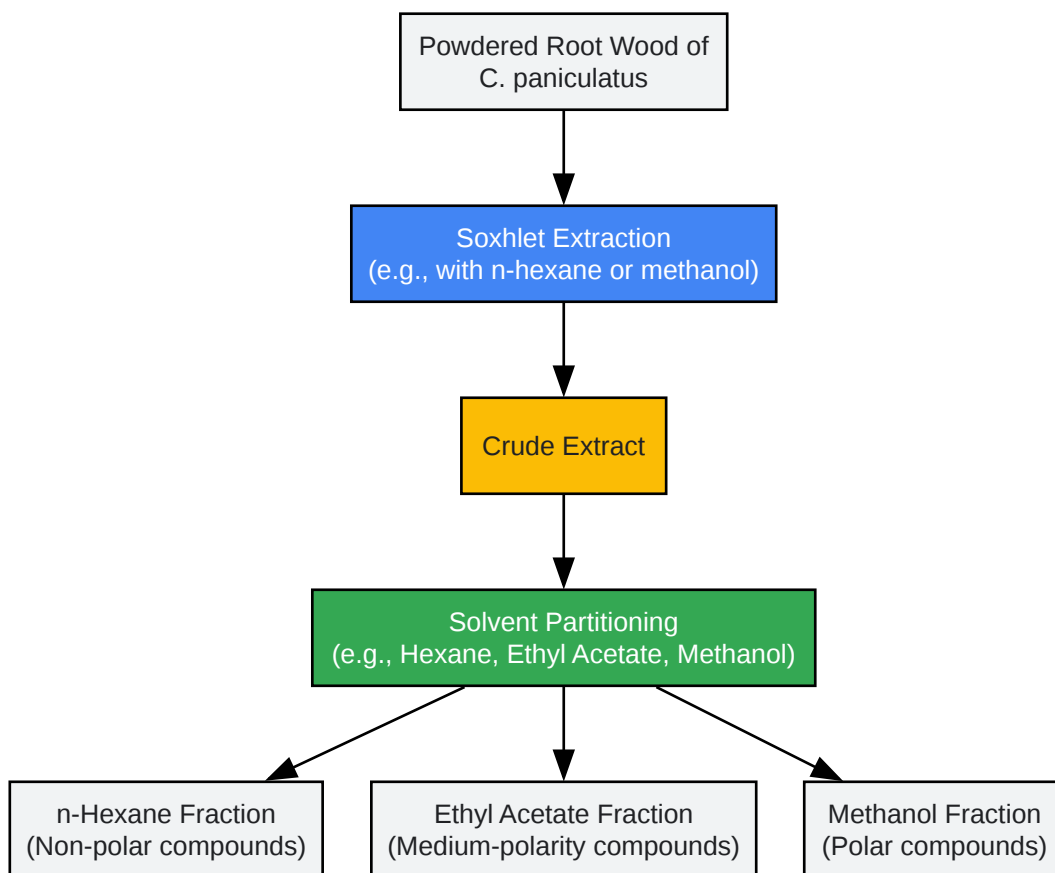 Powdered Root Wood of
C. paniculatus
Soxhlet Extraction
(e.g., with n-hexane or methanol)
Crude Extract
Solvent Partitioning
(e.g., Hexane, Ethyl Acetate, Methanol)
n-Hexane Fraction
(Non-polar compounds)
Ethyl Acetate Fraction
(Medium-polarity compounds)
Methanol Fraction
(Polar compounds)